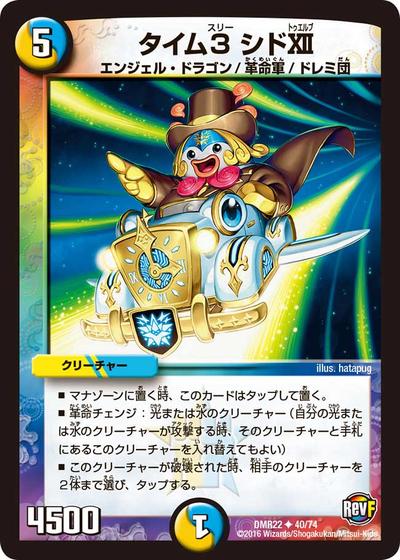 5
スリー トゥエルブ
タイム3 シドⅫ
かくめいぐん だん
エンジェル・ドラゴン / 革命軍 / ドレミ団
クリーチャー
illus. hatapug
■ マナゾーンに置く時、このカードはタップして置く。
■ 革命チェンジ：光または水のクリーチャー（自分の光または水のクリーチャーが攻撃する時、そのクリーチャーと手札にあるこのクリーチャーを入れ替えてもよい）
■ このクリーチャーが破壊された時、相手のクリーチャーを2体まで選び、タップする。
RevF
4500
1
DMR22 ◆ 40/74
©2016 Wizards/Shogakukan/Mitsui-Kids